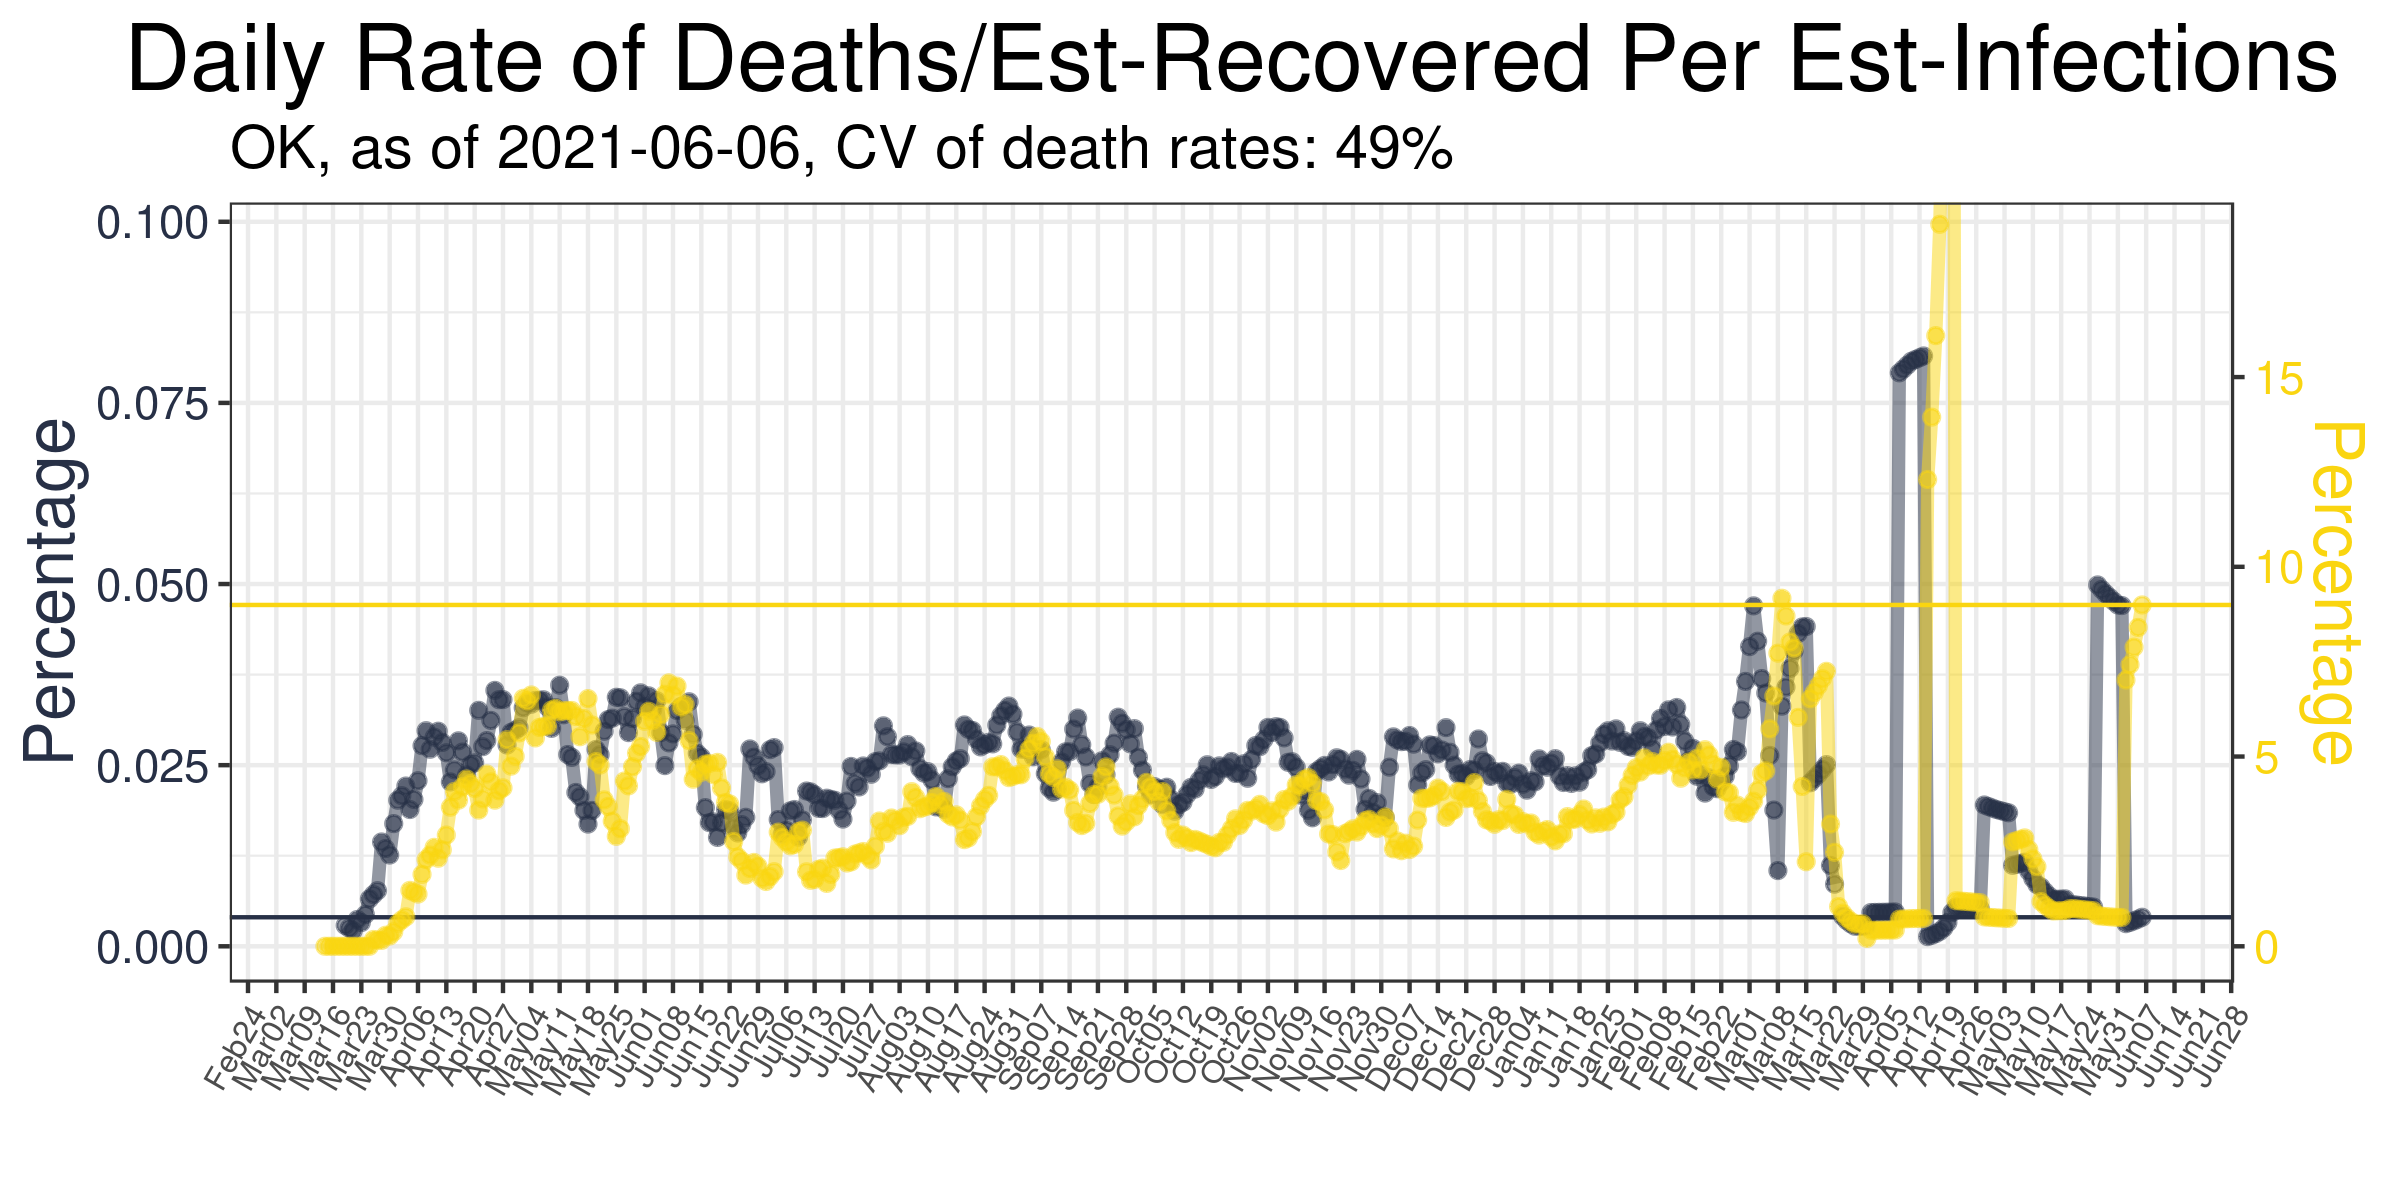 Daily Rate of Deaths/Est-Recovered Per Est-Infections
OK, as of 2021-06-06, CV of death rates: 49%
Percentage
0.100
0.075
0.050
0.025
0.000
15
10
5
0
Percentage
Feb24
Mar02
Mar09
Mar16
Mar23
Mar30
Apr06
Apr13
Apr20
Apr27
May04
May11
May18
May25
Jun01
Jun08
Jun15
Jun22
Jun29
Jul06
Jul13
Jul20
Jul27
Aug03
Aug10
Aug17
Aug24
Aug31
Sep07
Sep14
Sep21
Sep28
Oct05
Oct12
Oct19
Oct26
Nov02
Nov09
Nov16
Nov23
Nov30
Dec07
Dec14
Dec21
Dec28
Jan04
Jan11
Jan18
Jan25
Feb01
Feb08
Feb15
Feb22
Mar01
Mar08
Mar15
Mar22
Mar29
Apr05
Apr12
Apr19
Apr26
May03
May10
May17
May24
May31
Jun07
Jun14
Jun21
Jun28